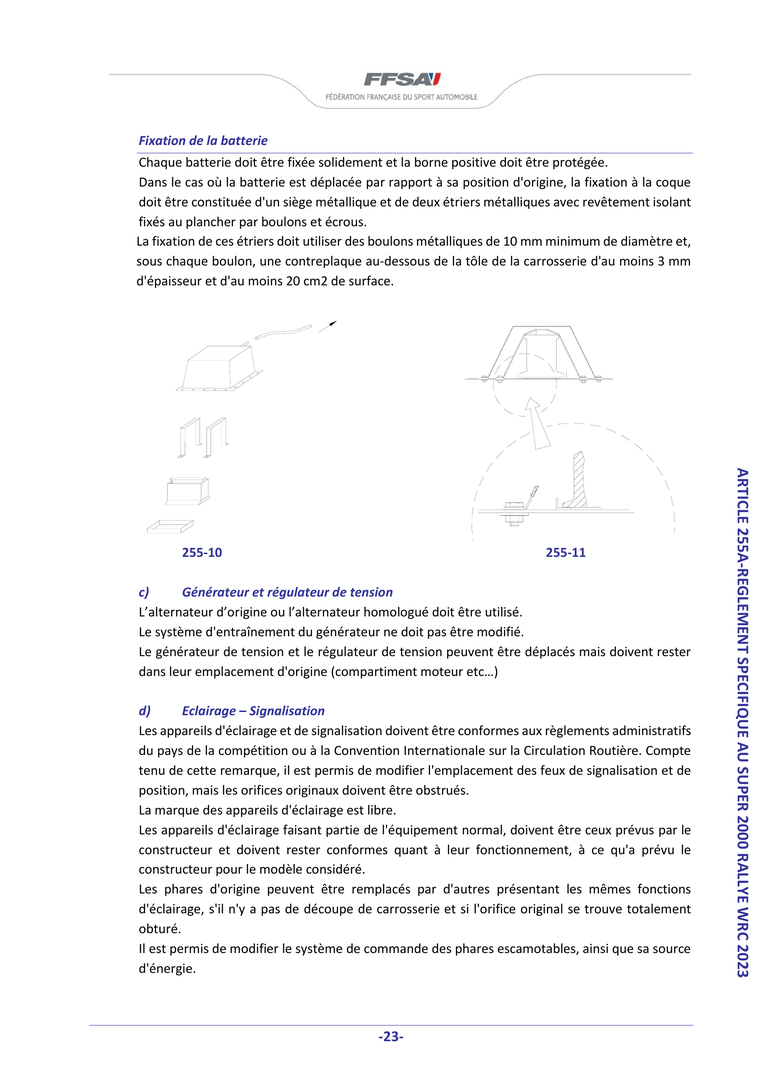 FFSA
FÉDÉRATION FRANÇAISE DU SPORT AUTOMOBILE
Fixation de la batterie
Chaque batterie doit être fixée solidement et la borne positive doit être protégée.
Dans le cas où la batterie est déplacée par rapport à sa position d'origine, la fixation à la coque
doit être constituée d'un siège métallique et de deux étriers métalliques avec revêtement isolant
fixés au plancher par boulons et écrous.
La fixation de ces étriers doit utiliser des boulons métalliques de 10 mm minimum de diamètre et,
sous chaque boulon, une contreplaque au-dessous de la tôle de la carrosserie d'au moins 3 mm
d'épaisseur et d'au moins 20 cm2 de surface.
255-10
255-11
c) Générateur et régulateur de tension
L’alternateur d’origine ou l’alternateur homologué doit être utilisé.
Le système d'entraînement du générateur ne doit pas être modifié.
Le générateur de tension et le régulateur de tension peuvent être déplacés mais doivent rester
dans leur emplacement d'origine (compartiment moteur etc…)
d) Eclairage – Signalisation
Les appareils d'éclairage et de signalisation doivent être conformes aux règlements administratifs
du pays de la compétition ou à la Convention Internationale sur la Circulation Routière. Compte
tenu de cette remarque, il est permis de modifier l'emplacement des feux de signalisation et de
position, mais les orifices originaux doivent être obstrués.
La marque des appareils d'éclairage est libre.
Les appareils d'éclairage faisant partie de l'équipement normal, doivent être ceux prévus par le
constructeur et doivent rester conformes quant à leur fonctionnement, à ce qu'a prévu le
constructeur pour le modèle considéré.
Les phares d'origine peuvent être remplacés par d'autres présentant les mêmes fonctions
d'éclairage, s'il n'y a pas de découpe de carrosserie et si l'orifice original se trouve totalement
obturé.
Il est permis de modifier le système de commande des phares escamotables, ainsi que sa source
d'énergie.
ARTICLE 255A-REGLEMENT SPECIFIQUE AU SUPER 2000 RALLYE WRC 2023
-23-